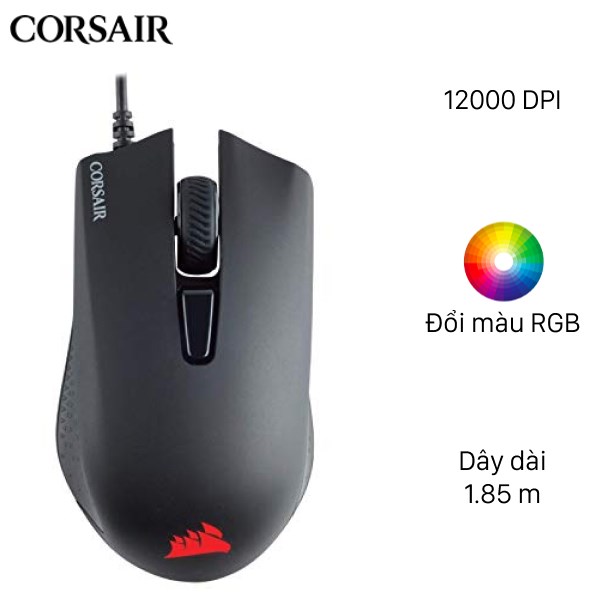 CORSAIR
12000 DPI
CORSAIR
Đổi màu RGB
Dây dài
1.85 m